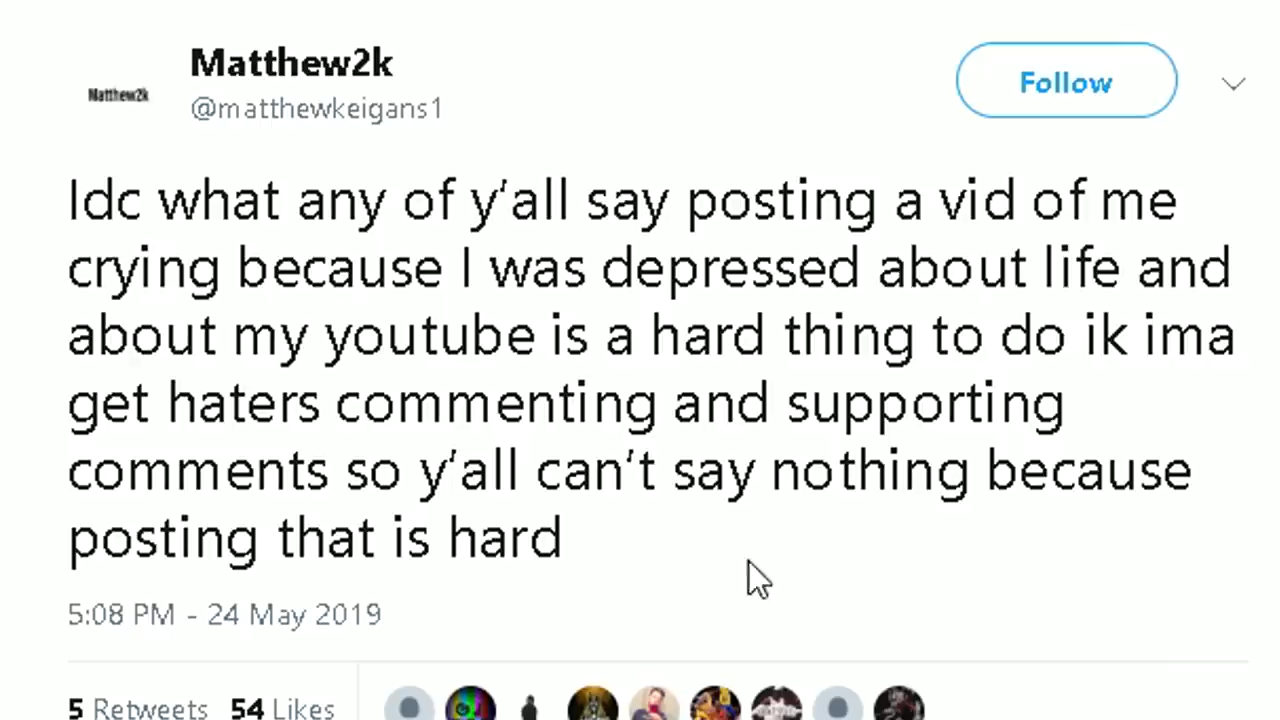 Matthew2k
Matthew2k
@matthewkeigans1
Follow
Idc what any of y'all say posting a vid of me
crying because I was depressed about life and
about my youtube is a hard thing to do ik ima
get haters commenting and supporting
comments so y'all can't say nothing because
posting that is hard
5:08 PM - 24 May 2019
5 Retweets 54 Likes